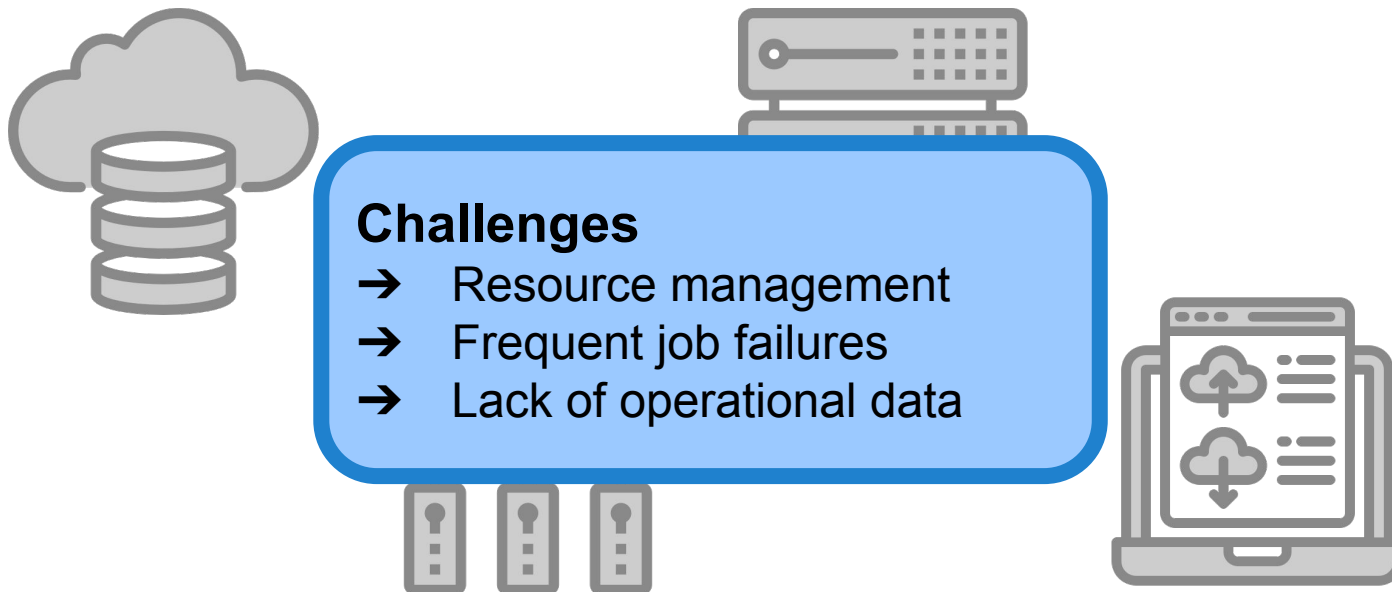 Challenges
➔ Resource management
➔ Frequent job failures
➔ Lack of operational data